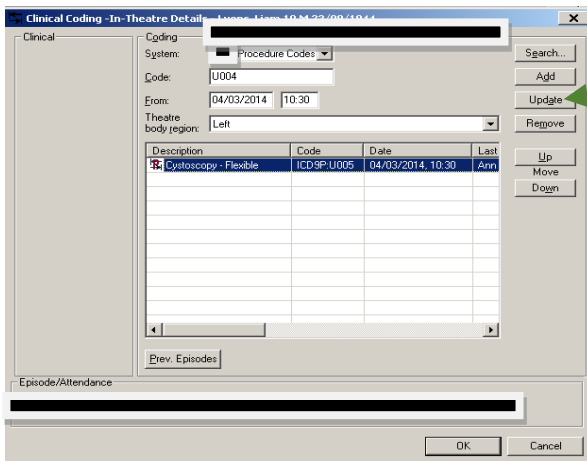 Clinical Coding -In-Theatre Details
Clinical
Coding
System: Procedure Codes
Search...
Code: U004
Add
From: 04/03/2014 10:30
Update
Theatre body region: Left
Remove
Description Code Date Last
Cystoscopy - Flexible ICD9P:U005 04/03/2014, 10:30 Ann
Up
Move
Down
Prev. Episodes
Episode/Attendance
OK Cancel